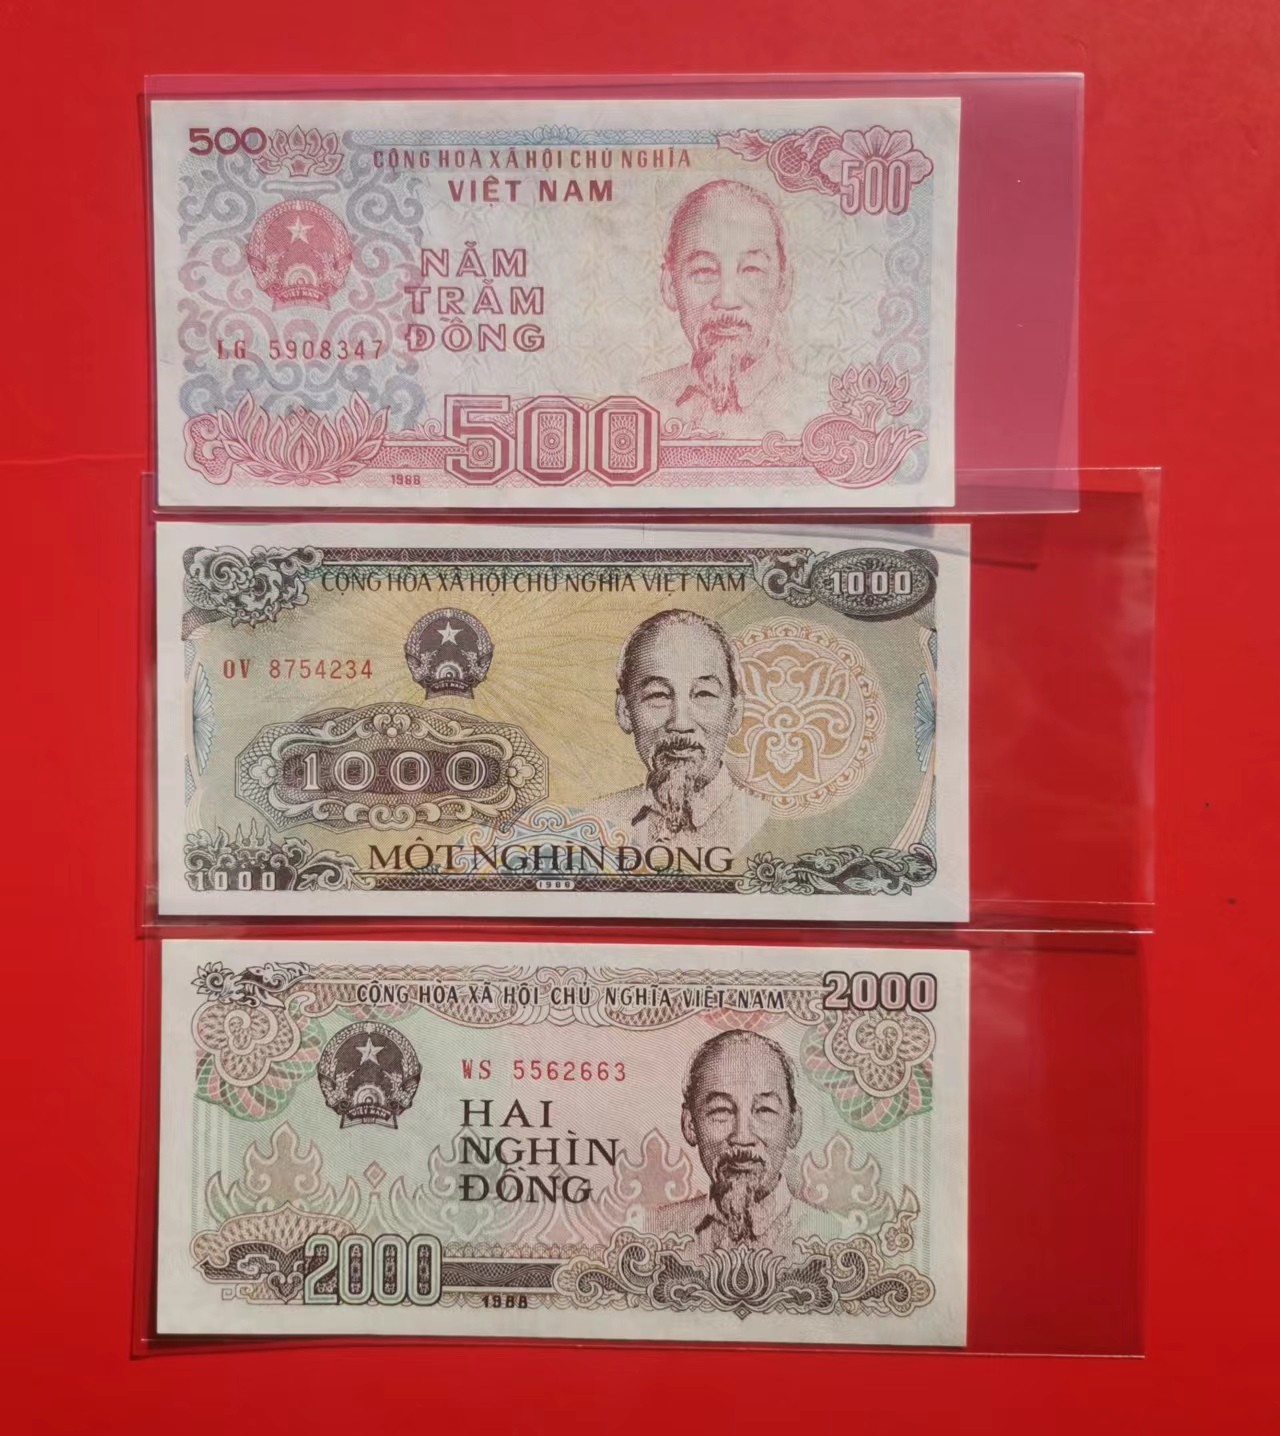 500
CỘNG HOÀ XÃ HỘI CHỦ NGHĨA
VIỆT NAM
500
NĂM
TRĂM
ĐỒNG
LG 5908347
500
1988
CỘNG HÒA XÃ HỘI CHỦ NGHĨA VIỆT NAM
1000
OV 8754234
1000
MỘT NGHÌN ĐỒNG
1000
1988
CỘNG HÒA XÃ HỘI CHỦ NGHĨA VIỆT NAM
2000
WS 5562663
HAI
NGHÌN
ĐỒNG
2000
1988